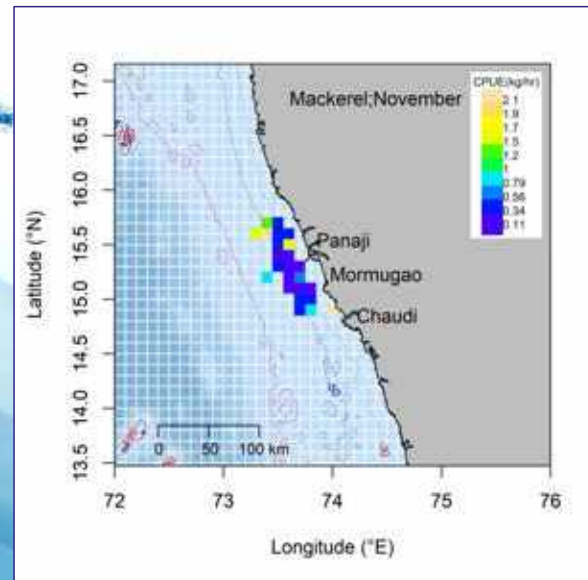 Mackerel;November
CPUE(kg/hr)
2.1
1.9
1.7
1.5
1.2
1
0.79
0.56
0.34
0.11
Panaji
Mormugao
Chaudi
0 50 100 km
Latitude (°N)
17.0
16.5
16.0
15.5
15.0
14.5
14.0
13.5
72 73 74 75 76
Longitude (°E)